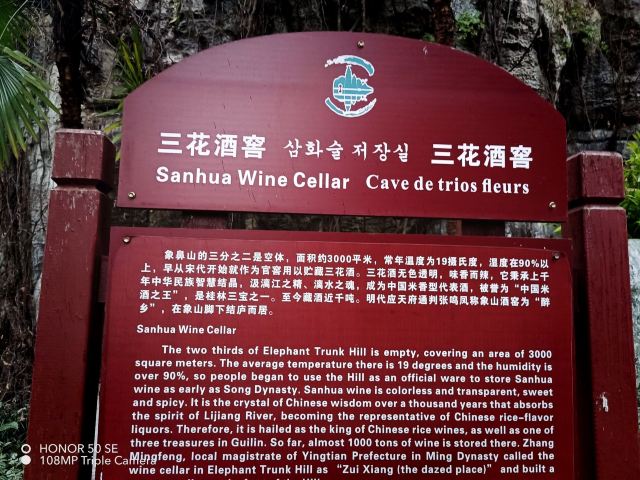 三花酒窖 삼화술 저장실 三花酒窖
Sanhua Wine Cellar Cave de trios fleurs
象鼻山的三分之二是空体，面积约3000平米，常年温度为19摄氏度，湿度在90%以
上，早从宋代开始就作为官窖用以贮藏三花酒。三花酒无色透明，味香而辣，它秉承上千
年中华民族智慧结晶，汲漓江之精、漓水之魂，成为中国米香型代表酒，被誉为“中国米
酒之王”，是桂林三宝之一。至今藏酒近千吨。明代应天府通判张鸣凤称象山酒窖为“醉
乡”，在象山脚下结庐而居。
Sanhua Wine Cellar
The two thirds of Elephant Trunk Hill is empty, covering an area of 3000
square meters. The average temperature there is 19 degrees and the humidity is
over 90%, so people began to use the Hill as an official ware to store Sanhua
wine as early as Song Dynasty. Sanhua wine is colorless and transparent, sweet
and spicy. It is the crystal of Chinese wisdom over a thousand years that absorbs
the spirit of Lijiang River, becoming the representative of Chinese rice-flavor
liquors. Therefore, it is hailed as the king of Chinese rice wines, as well as one of
three treasures in Guilin. So far, almost 1000 tons of wine is stored there. Zhang
Mingfeng, local magistrate of Yingtian Prefecture in Ming Dynasty called the
wine cellar in Elephant Trunk Hill as “Zui Xiang (the dazed place)” and built a
HONOR 50 SE
108MP Triple Camera